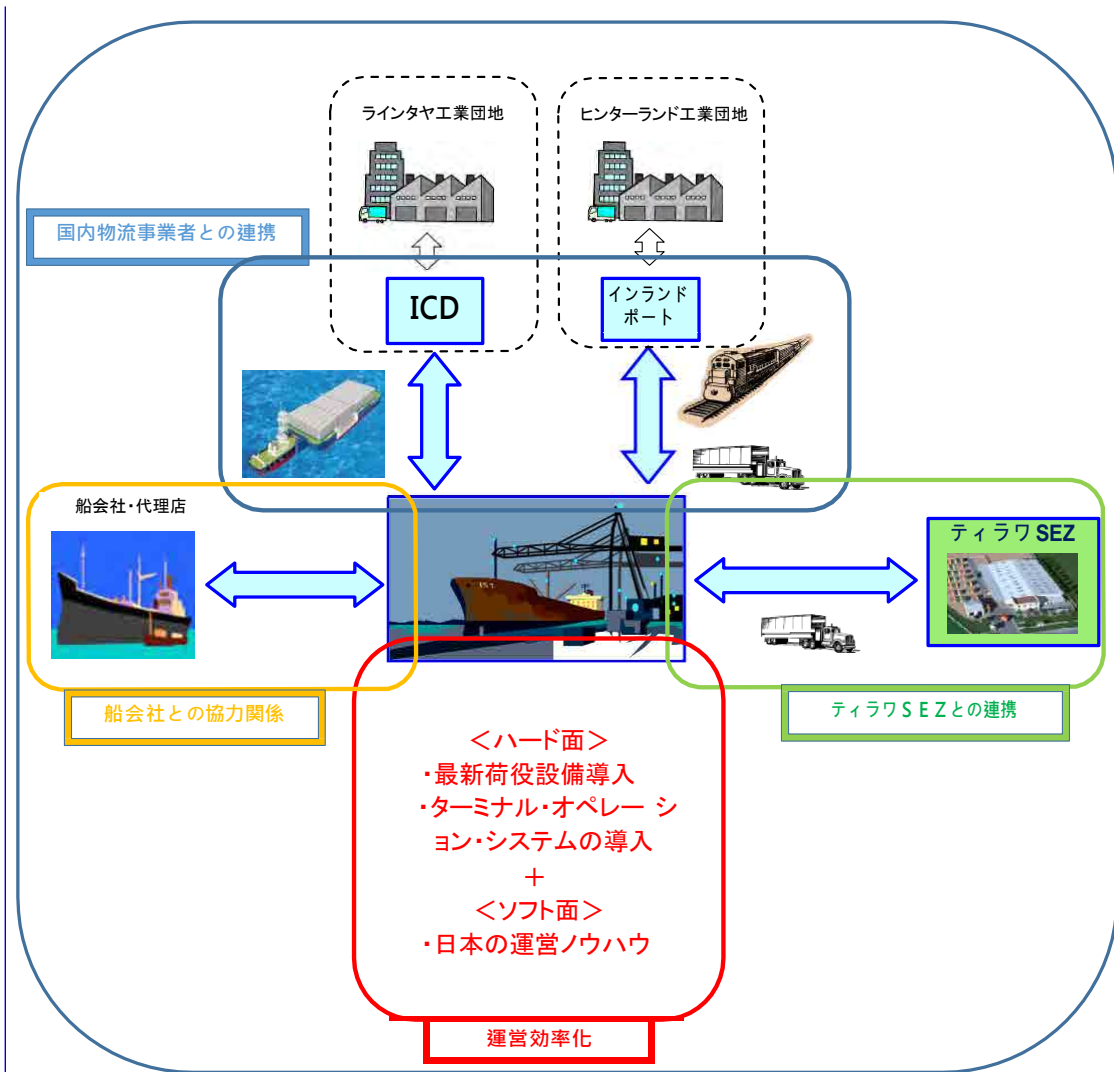 ラインタヤ工業団地
ヒンターランド工業団地
国内物流事業者との連携
ICD
インランド
ポート
船会社・代理店
ティラワSEZ
船会社との協力関係
ティラワSEZとの連携
＜ハード面＞
・最新荷役設備導入
・ターミナル・オペレーシ
ョン・システムの導入
＋
＜ソフト面＞
・日本の運営ノウハウ
運営効率化